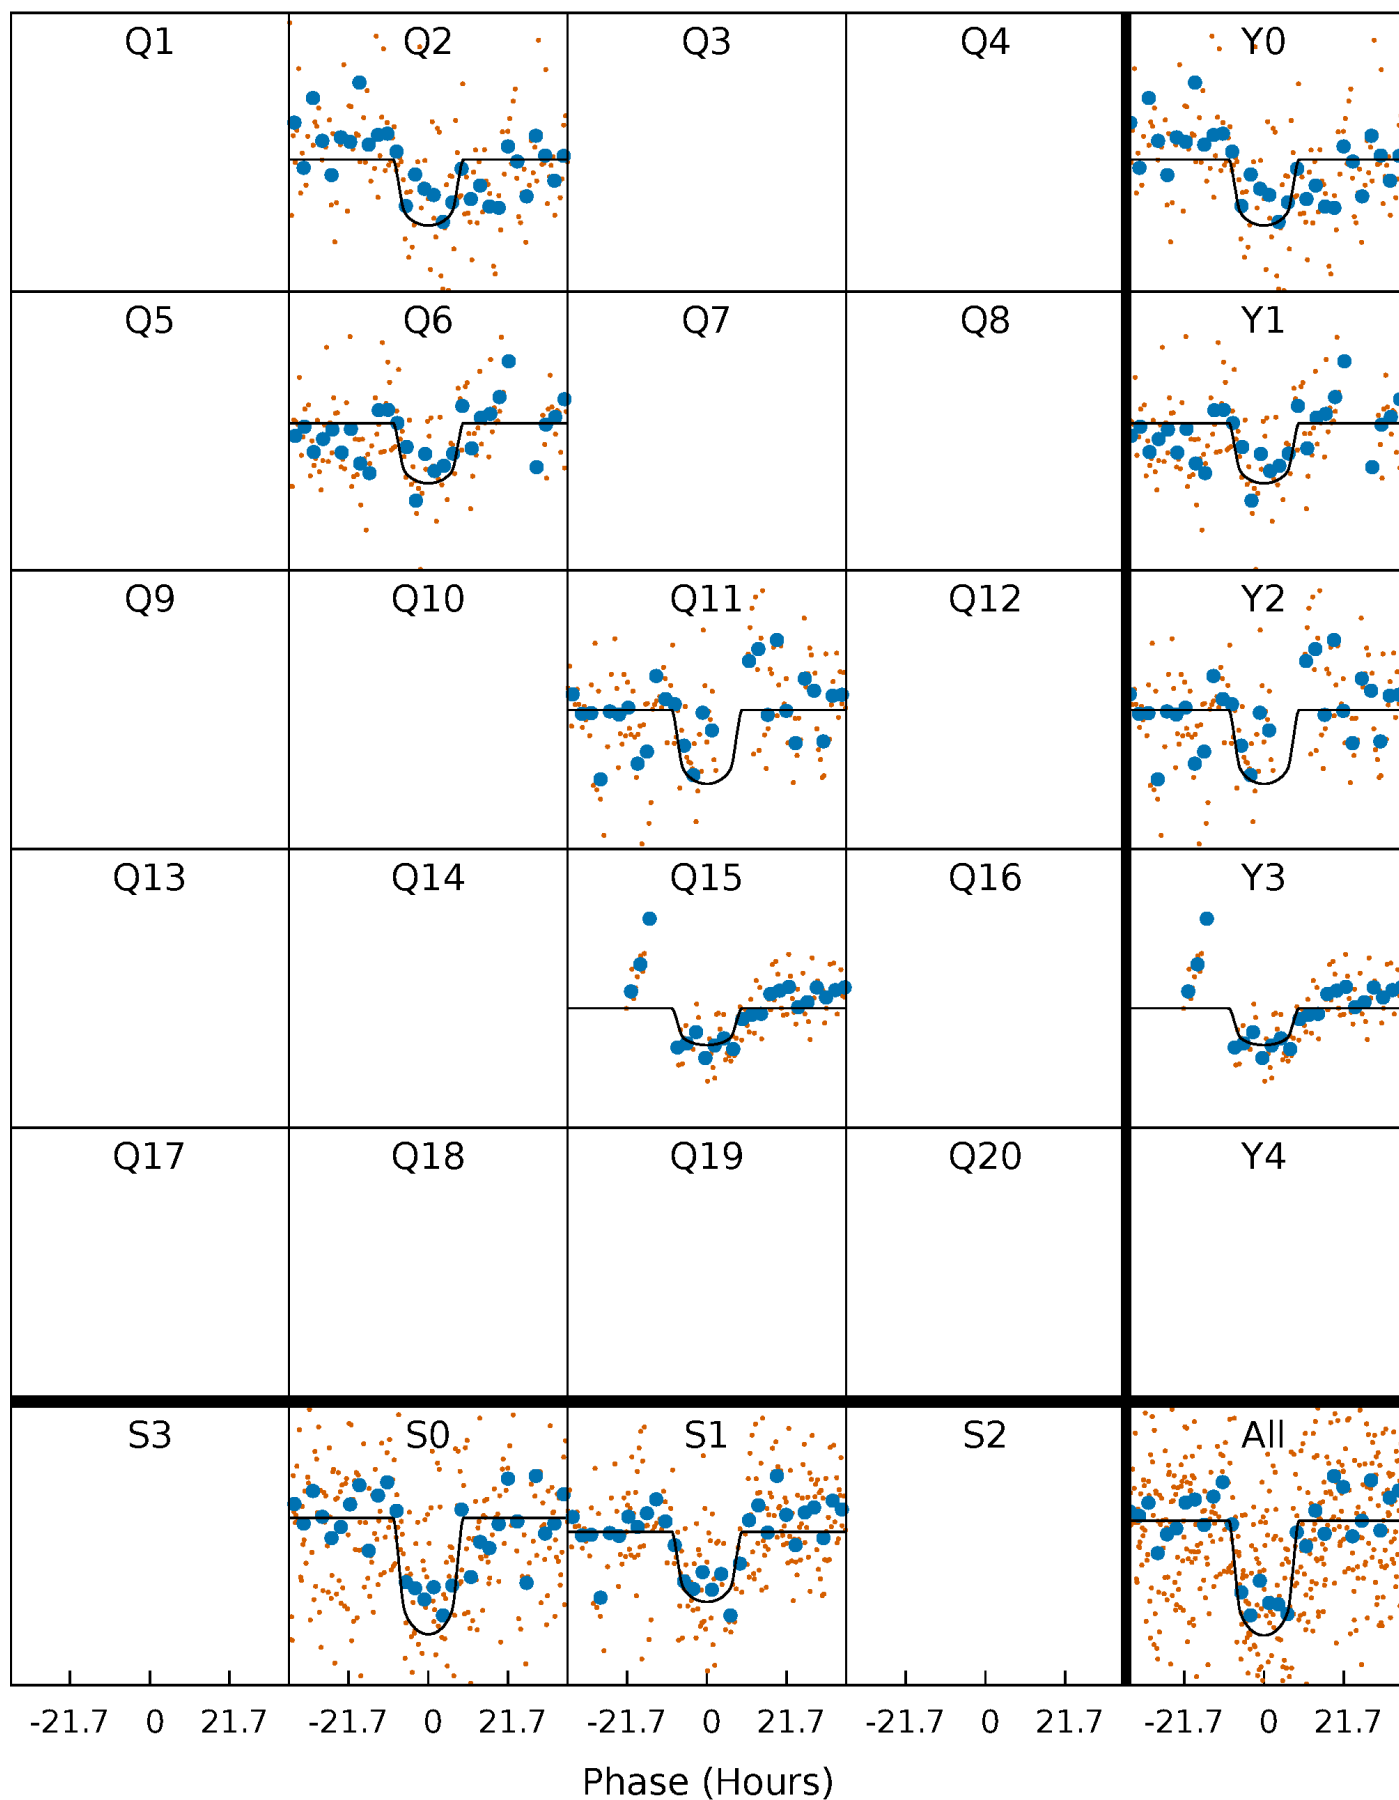 Q1 Q2 Q3 Q4 Y0
Q5 Q6 Q7 Q8 Y1
Q9 Q10 Q11 Q12 Y2
Q13 Q14 Q15 Q16 Y3
Q17 Q18 Q19 Q20 Y4
S3 S0 S1 S2 All
-21.7 0 21.7 -21.7 0 21.7 -21.7 0 21.7 -21.7 0 21.7 -21.7 0 21.7
Phase (Hours)